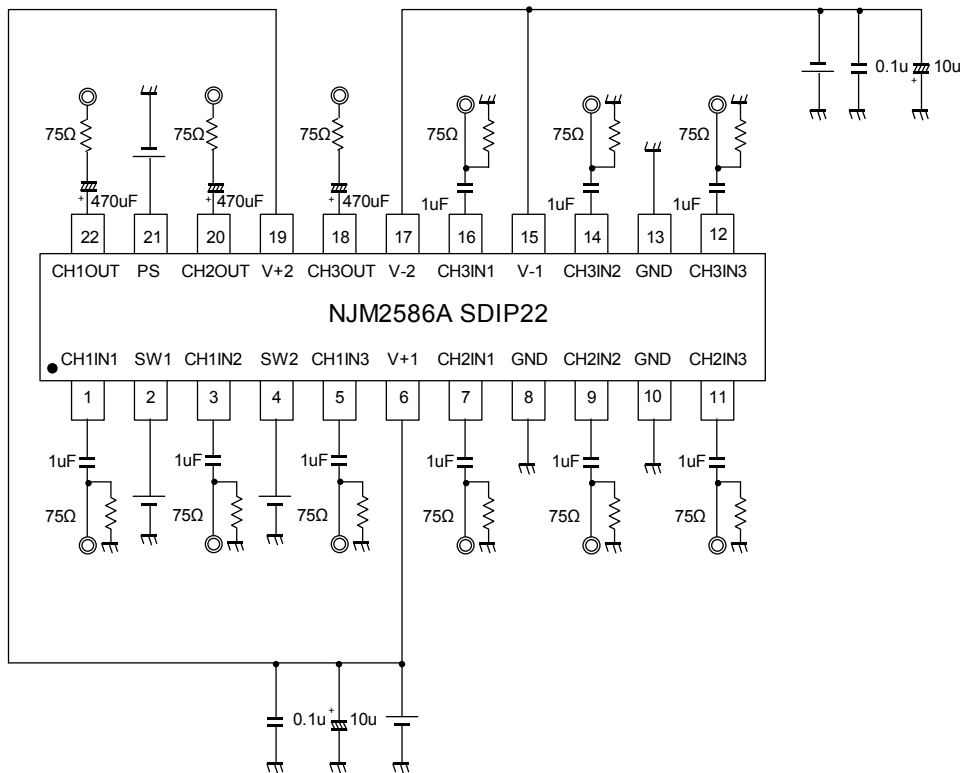 0.1u 10u
+
75Ω 75Ω 75Ω 75Ω 75Ω 75Ω
+ 470uF + 470uF + 470uF 1uF 1uF 1uF
22 21 20 19 18 17 16 15 14 13 12
CH1OUT PS CH2OUT V+2 CH3OUT V-2 CH3IN1 V-1 CH3IN2 GND CH3IN3
NJM2586A SDIP22
CH1IN1 SW1 CH1IN2 SW2 CH1IN3 V+1 CH2IN1 GND CH2IN2 GND CH2IN3
1 2 3 4 5 6 7 8 9 10 11
1uF 1uF 1uF 1uF 1uF 1uF
75Ω 75Ω 75Ω 75Ω 75Ω 75Ω
+
0.1u 10u